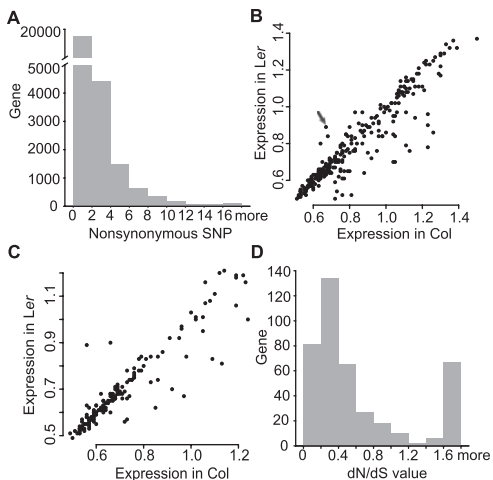 A
20000
5000
4000
3000
2000
1000
0
Gene
0 2 4 6 8 10 12 14 16 18 more
Nonsynonymous SNP
B
1.4
1.2
1.0
0.8
0.6
Expression in Ler
0.6 0.8 1.0 1.2 1.4
Expression in Col
C
1.1
0.9
0.7
0.5
Expression in Ler
0.6 0.8 1.0 1.2
Expression in Col
D
140
120
100
80
60
40
20
0
Gene
0 0.4 0.8 1.2 1.6 more
dN/dS value